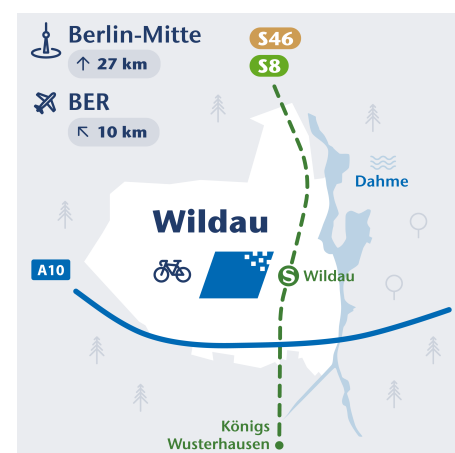 Berlin-Mitte
↑ 27 km
BER
↖ 10 km
S46
S8
Dahme
Wildau
A10
S Wildau
Königs
Wusterhausen